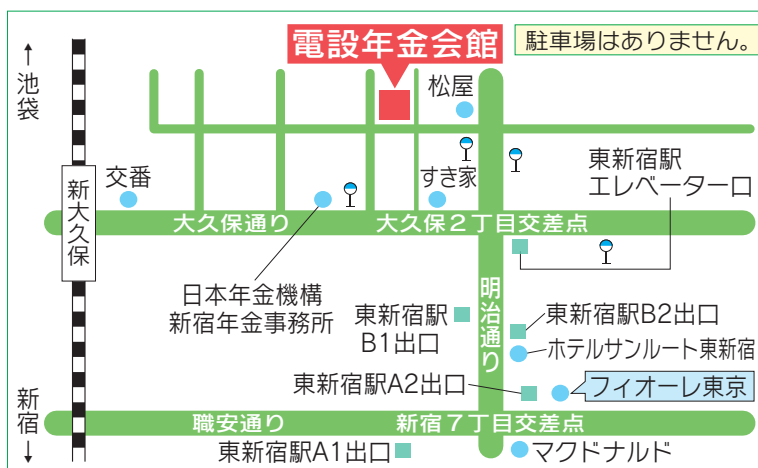 電設年金会館
駐車場はありません。
↑
池袋
松屋
東新宿駅
エレベーター口
交番
すき家
新大久保
大久保通り
大久保2丁目交差点
日本年金機構
新宿年金事務所
明治通り
東新宿駅
B1出口
東新宿駅B2出口
ホテルサンルート東新宿
東新宿駅A2出口
フィオーレ東京
新宿
↓
職安通り
新宿7丁目交差点
東新宿駅A1出口
マクドナルド